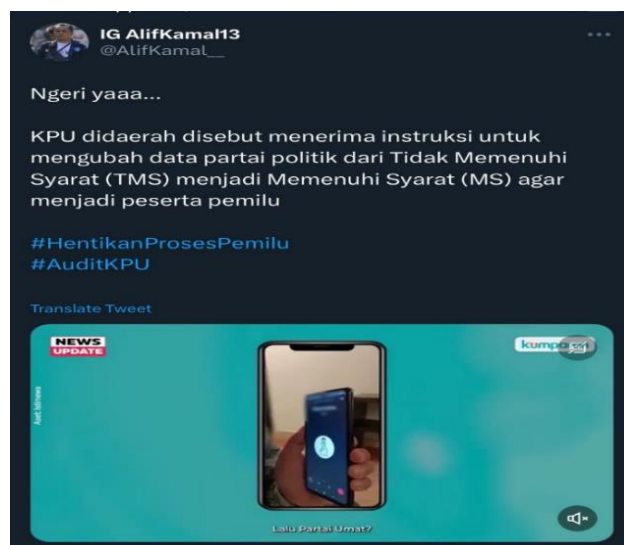 IG AlifKamal13
@AlifKamal__
Ngeri yaaa...
KPU didaerah disebut menerima instruksi untuk
mengubah data partai politik dari Tidak Memenuhi
Syarat (TMS) menjadi Memenuhi Syarat (MS) agar
menjadi peserta pemilu
#HentikanProsesPemilu
#AuditKPU
Translate Tweet
NEWS
UPDATE
Lalu Partai Umat?